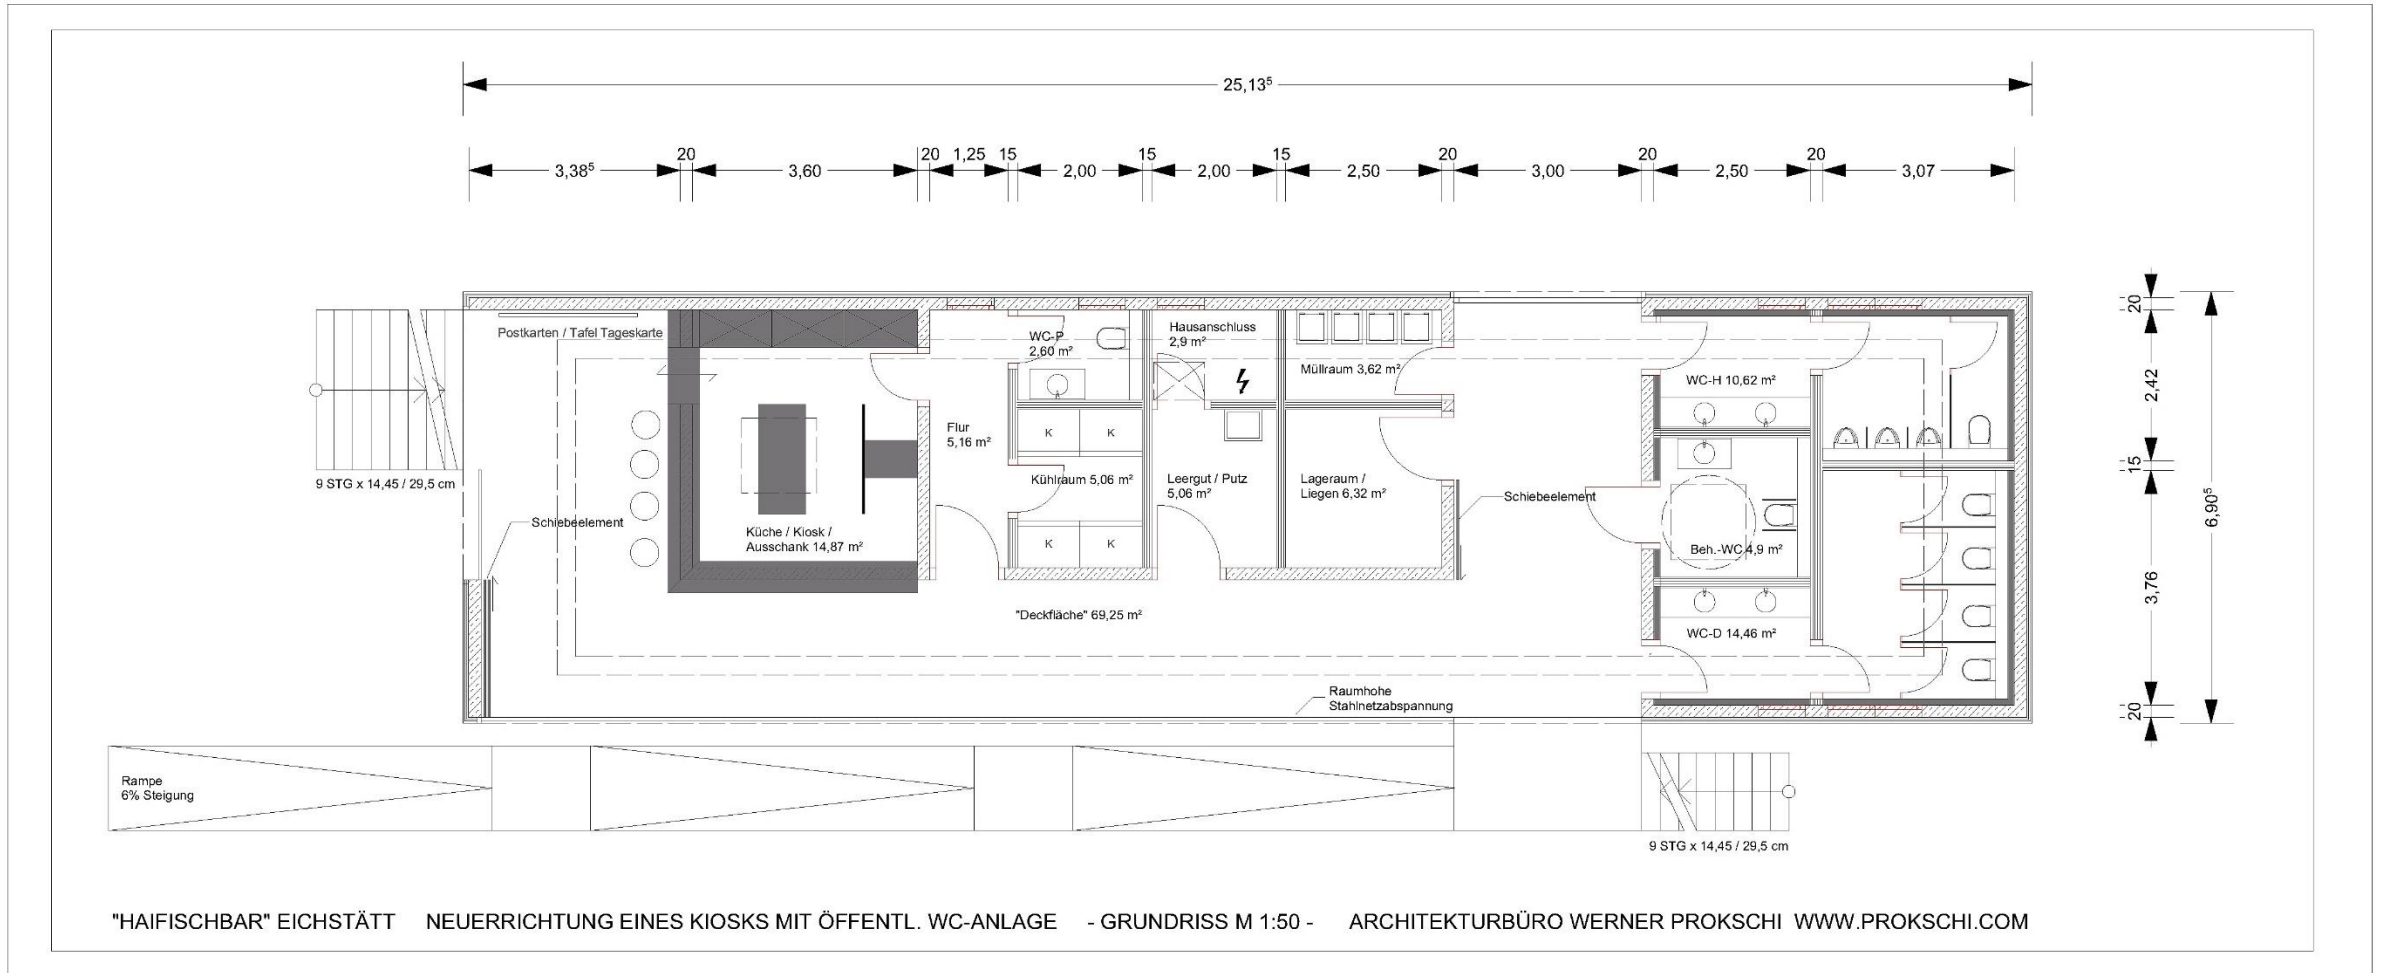 25,13⁵
20 20 1,25 15 15 15 20 20 20
3,38⁵ 3,60 2,00 2,00 2,50 3,00 2,50 3,07
Postkarten / Tafel Tageskarte
WC-P
2,60 m²
Hausanschluss
2,9 m²
Müllraum 3,62 m²
WC-H 10,62 m²
20
2,42
15
3,76
20
6,90⁵
Flur
5,16 m²
K K
Kühlraum 5,06 m²
K K
Leergut / Putz
5,06 m²
Lageraum /
Liegen 6,32 m²
Schiebeelement
9 STG x 14,45 / 29,5 cm
Schiebeelement
Küche / Kiosk /
Ausschank 14,87 m²
Beh.-WC 4,9 m²
"Deckfläche" 69,25 m²
WC-D 14,46 m²
Raumhohe
Stahlnetzabspannung
Rampe
6% Steigung
9 STG x 14,45 / 29,5 cm
"HAIFISCHBAR" EICHSTÄTT NEUERRICHTUNG EINES KIOSKS MIT ÖFFENTL. WC-ANLAGE - GRUNDRISS M 1:50 - ARCHITEKTURBÜRO WERNER PROKSCHI WWW.PROKSCHI.COM